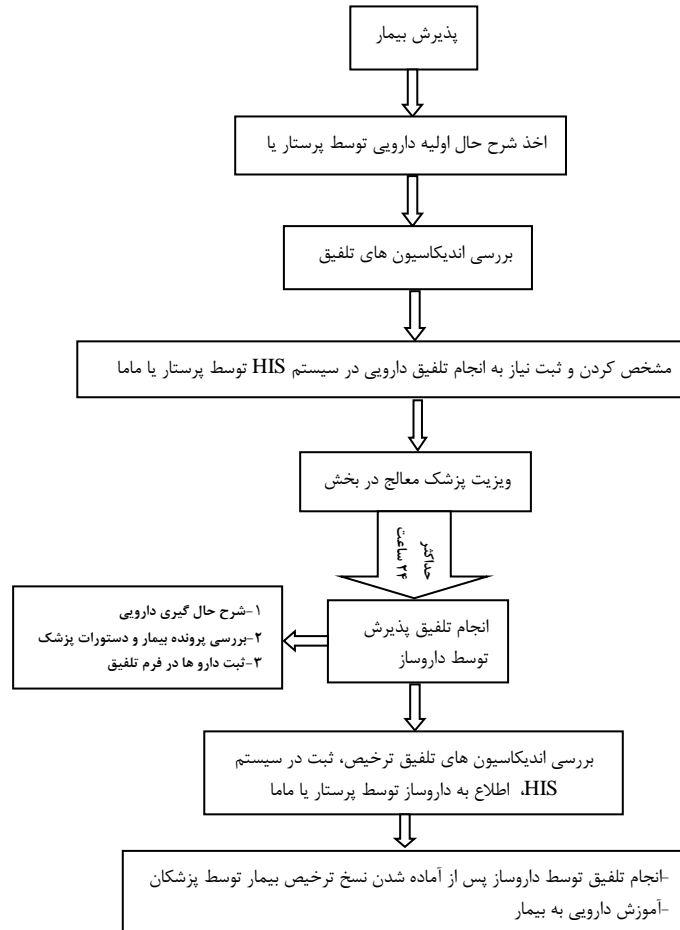 پذیرش بیمار
اخذ شرح حال اولیه دارویی توسط پرستار یا
بررسی اندیکاسیون های تلفیق
مشخص کردن و ثبت نیاز به انجام تلفیق دارویی در سیستم HIS توسط پرستار یا ماما
ویزیت پزشک معالج در بخش
حداکثر
۲۴ ساعت
انجام تلفیق پذیرش
توسط داروساز
۱-شرح حال گیری دارویی
۲-بررسی پرونده بیمار و دستورات پزشک
۳-ثبت دارو ها در فرم تلفیق
بررسی اندیکاسیون های تلفیق ترخیص، ثبت در سیستم
HIS، اطلاع به داروساز توسط پرستار یا ماما
-انجام تلفیق توسط داروساز پس از آماده شدن نسخ ترخیص بیمار توسط پزشکان
-آموزش دارویی به بیمار